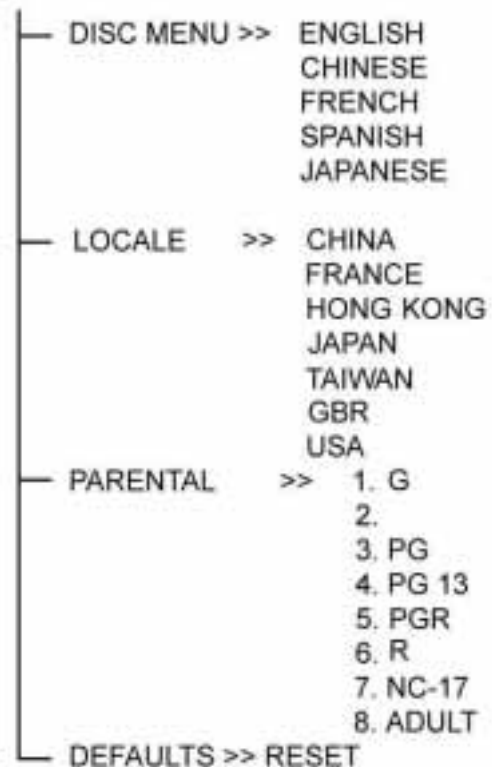 DISC MENU >> ENGLISH
CHINESE
FRENCH
SPANISH
JAPANESE
LOCALE >> CHINA
FRANCE
HONG KONG
JAPAN
TAIWAN
GBR
USA
PARENTAL >> 1. G
2.
3. PG
4. PG 13
5. PGR
6. R
7. NC-17
8. ADULT
DEFAULTS >> RESET